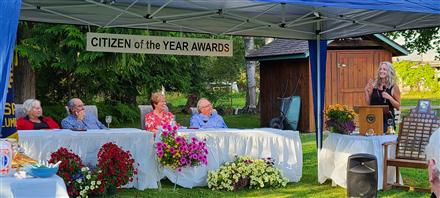 CITIZEN of the YEAR AWARDS